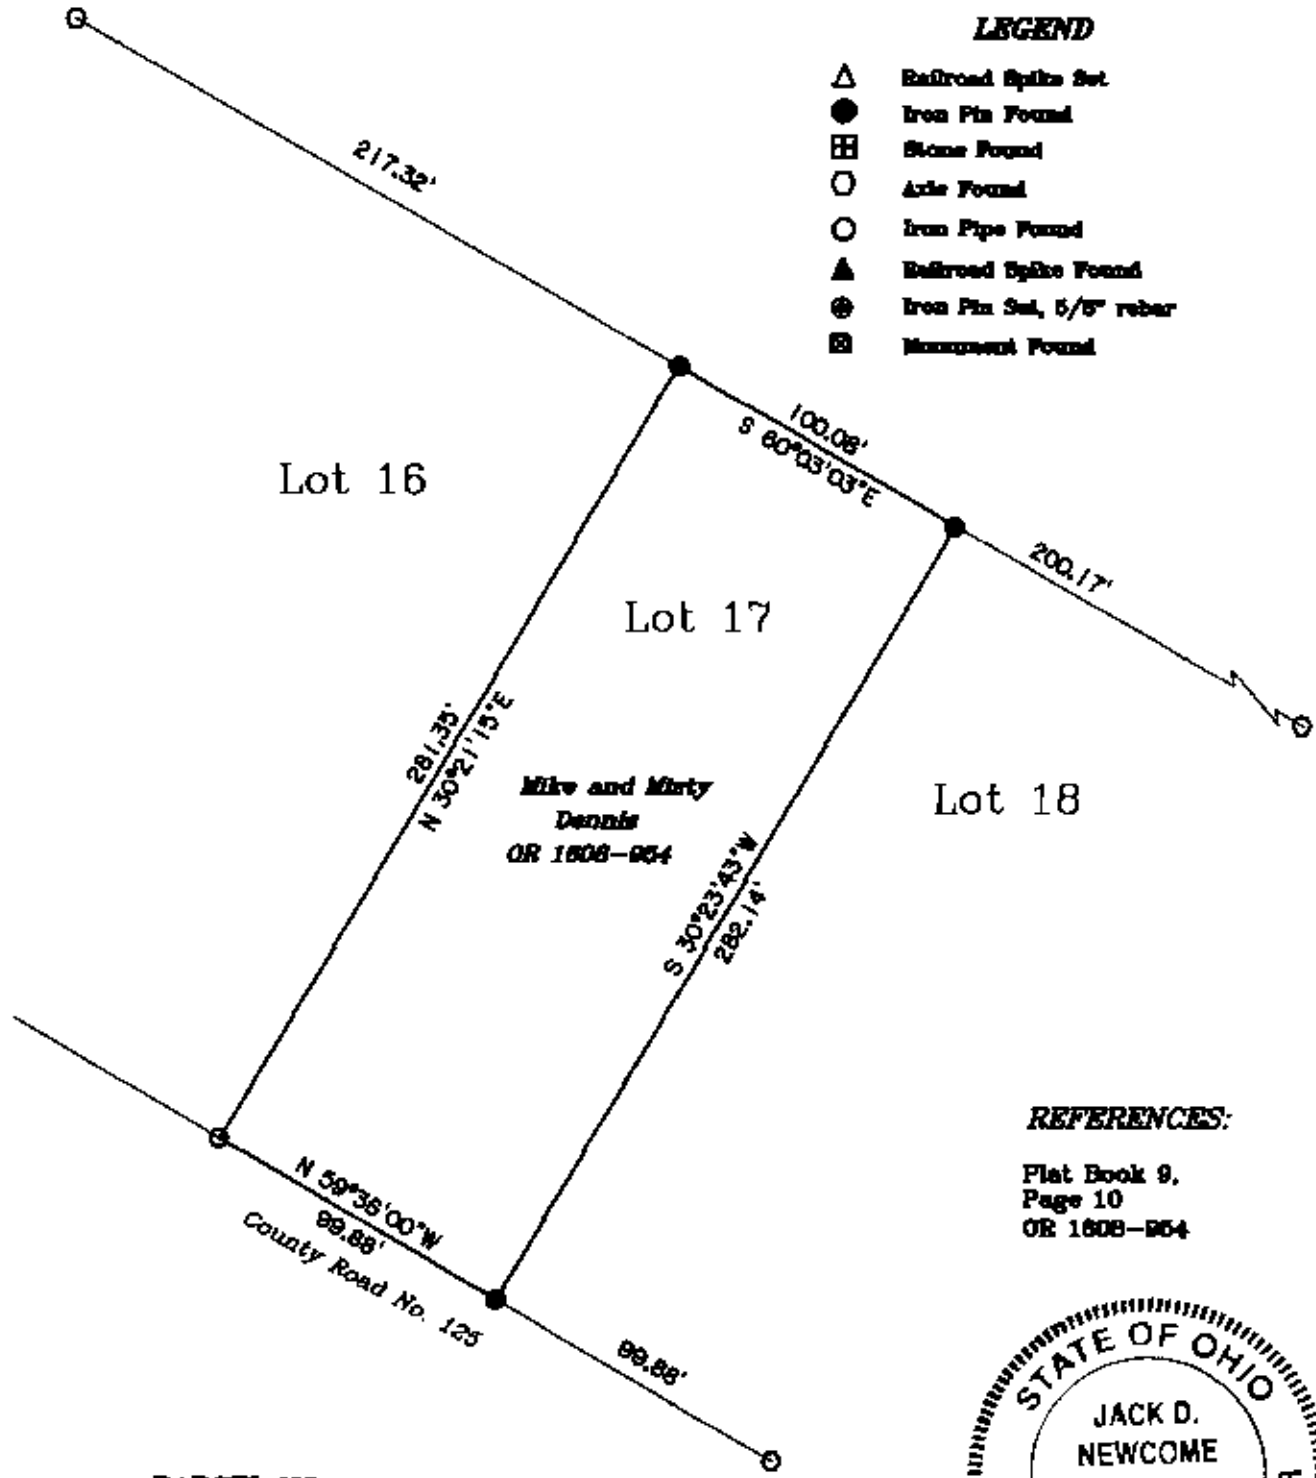 LEGEND
Railroad Spike Set
Iron Pin Found
Stone Found
Axle Found
Iron Pipe Found
Railroad Spike Found
Iron Pin Set, 5/8" rebar
Monument Found
217.32'
100.08'
S 60°03'03"E
200.17'
Lot 16
Lot 17
Lot 18
281.35'
N 30°21'15"E
Mike and Misty
Dennis
OR 1608-954
S 30°23'43"W
282.14'
N 59°36'00"W
99.88'
County Road No. 125
99.88'
REFERENCES:
Plat Book 9,
Page 10
OR 1608-954
STATE OF OHIO
JACK D.
NEWCOME